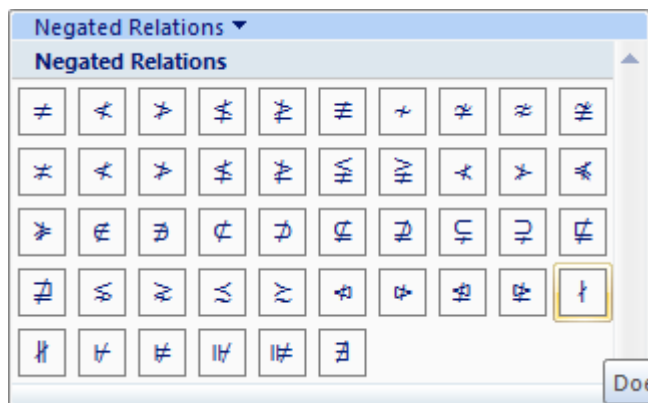 Negated Relations
Negated Relations
≠ ≮ ≯ ≰ ≱ ≢ ≁ ≄ ≉ ≇
≭ ≮ ≯ ≰ ≱ ≨ ≩ ⊀ ⊁ ⋠
⋡ ∉ ∌ ⊄ ⊅ ⊈ ⊉ ⊊ ⊋ ⋢
⋣ ⋦ ⋧ ⋨ ⋩ ⋪ ⋫ ⋬ ⋭ ∤
∦ ⊬ ⊭ ⊮ ⊯ ∄
Doe